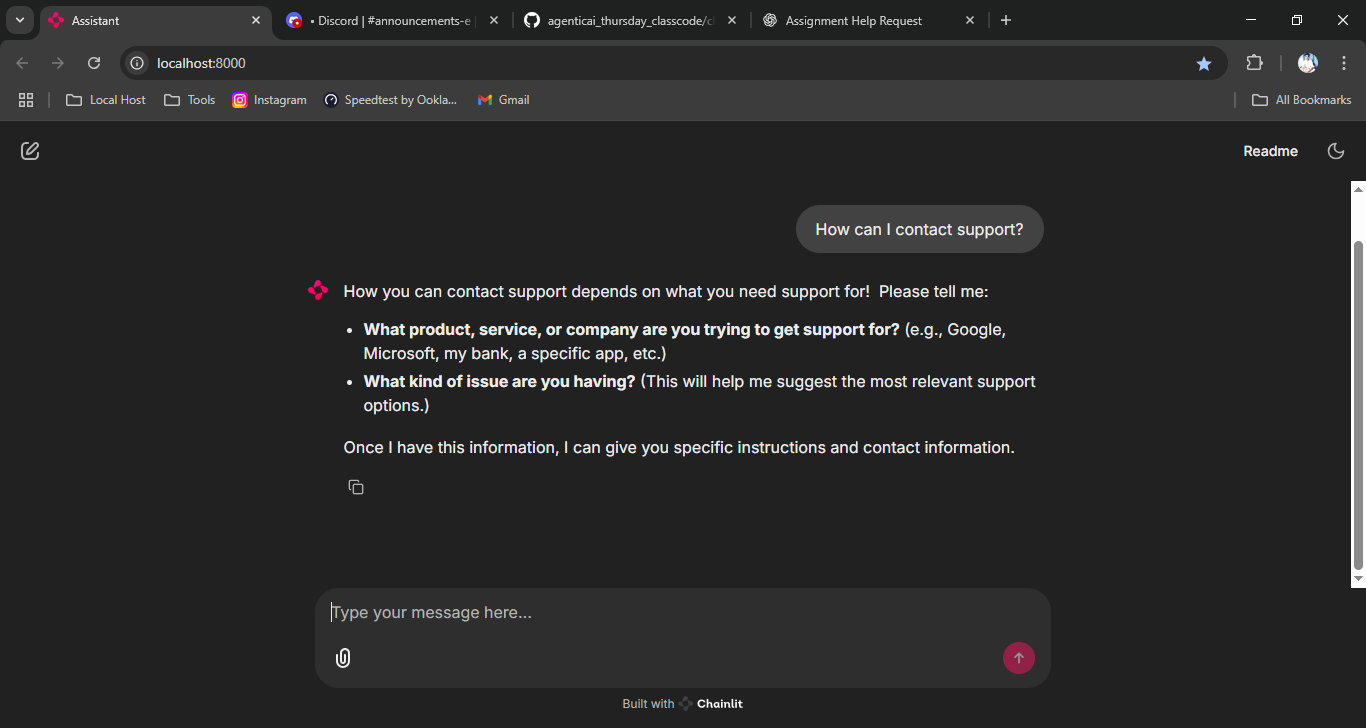 Assistant
• Discord | #announcements-e
agenticai_thursday_classcode/cl
Assignment Help Request
localhost:8000
Local Host
Tools
Instagram
Speedtest by Ookla...
Gmail
All Bookmarks
Readme
How can I contact support?
How you can contact support depends on what you need support for! Please tell me:
• What product, service, or company are you trying to get support for? (e.g., Google,
Microsoft, my bank, a specific app, etc.)
• What kind of issue are you having? (This will help me suggest the most relevant support
options.)
Once I have this information, I can give you specific instructions and contact information.
Type your message here...
Built with Chainlit